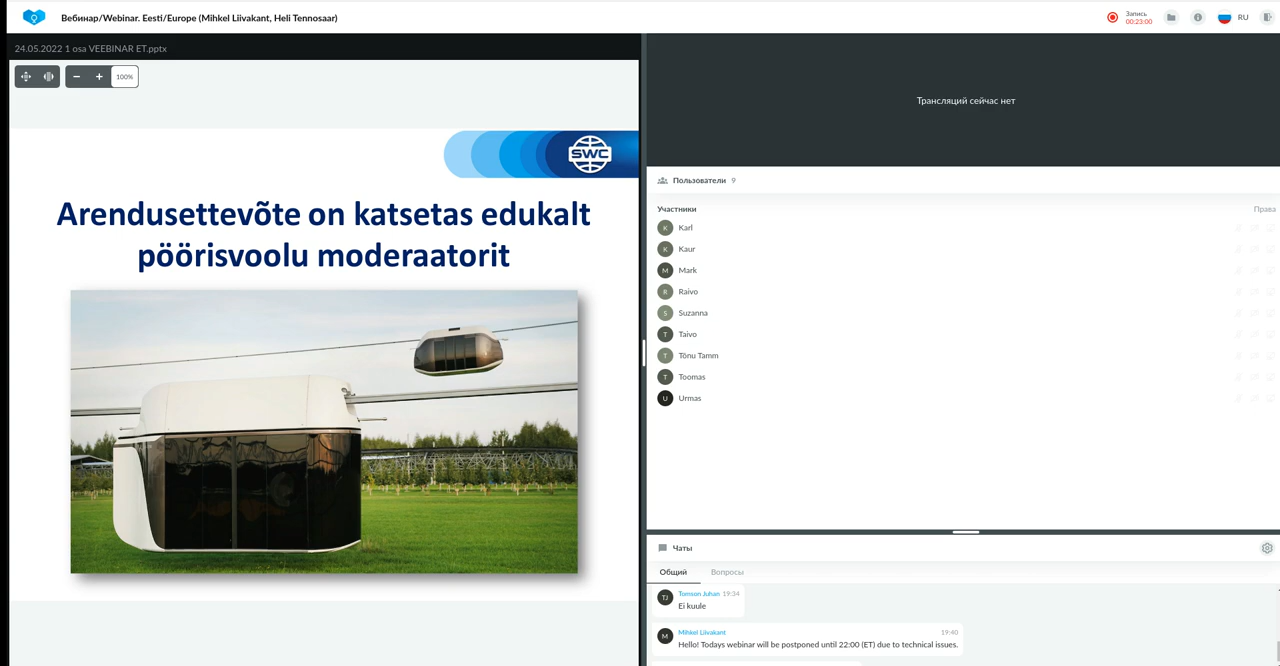 Вебинар/Webinar. Eesti/Europe (Mihkel Liivakant, Heli Tennosaar)
Запись
00:23:00
RU
24.05.2022 1 osa VEEBINAR ET.pptx
100%
SWC
Arendusettevõte on katsetas edukalt
pöörisvoolu moderaatorit
Трансляций сейчас нет
Пользователи 9
Участники Права
K Karl
K Kaur
M Mark
R Raivo
S Suzanna
T Taivo
T Tõnu Tamm
T Toomas
U Urmas
Чаты
Общий Вопросы
TJ Tomson Juhan 19:34
Ei kuule
M Mihkel Liivakant 19:40
Hello! Todays webinar will be postponed until 22:00 (ET) due to technical issues.